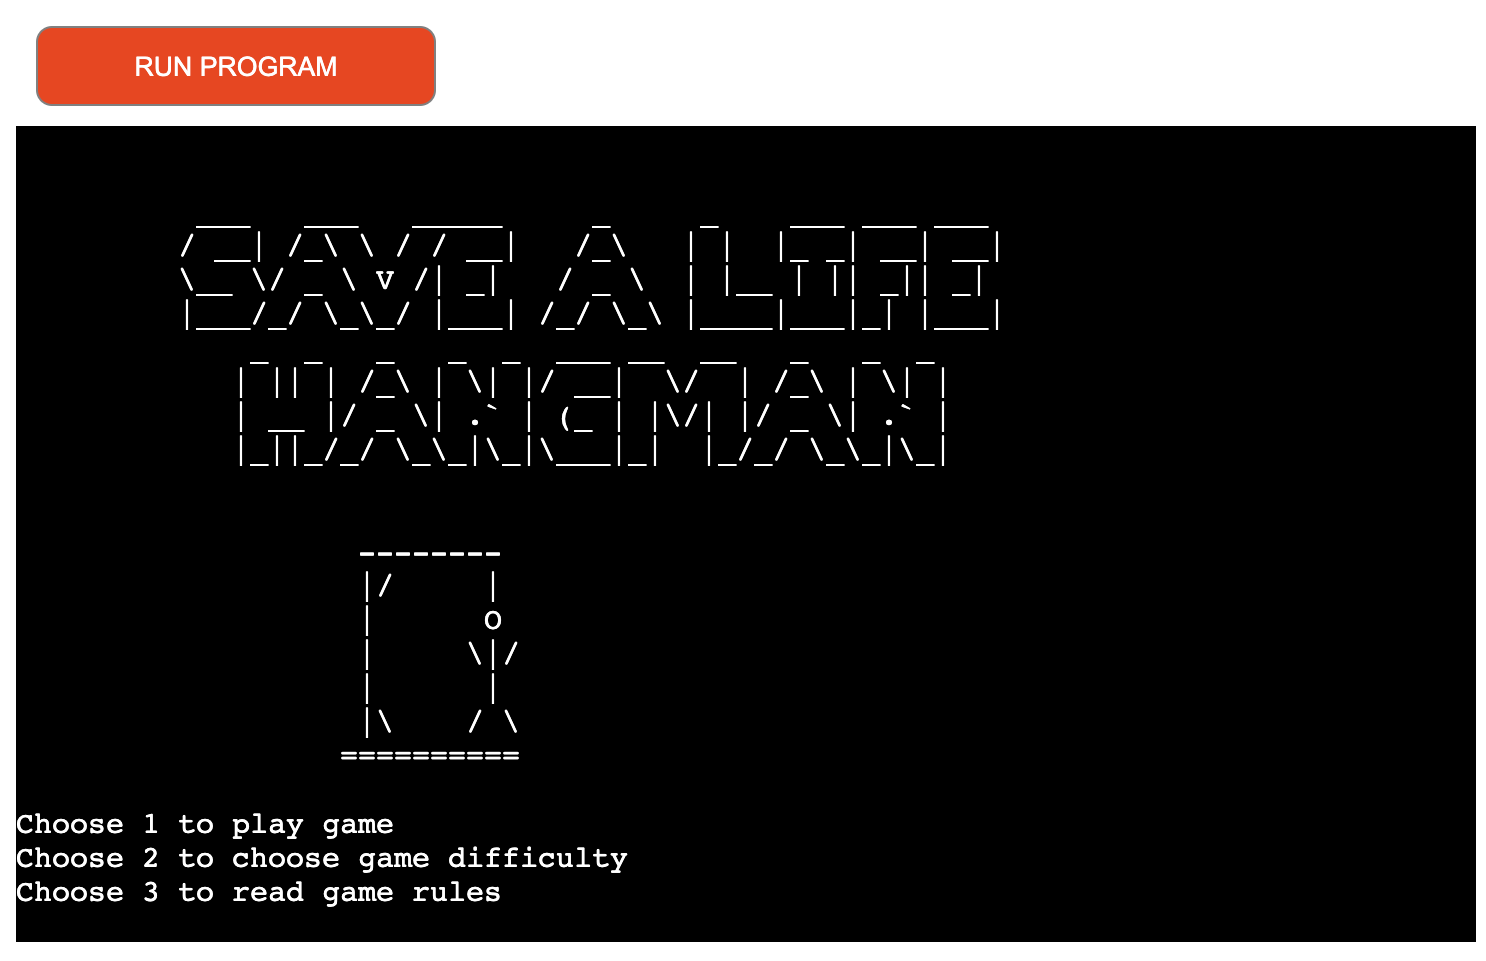 RUN PROGRAM
SAVE A LIFE
HANGMAN
Choose 1 to play game
Choose 2 to choose game difficulty
Choose 3 to read game rules